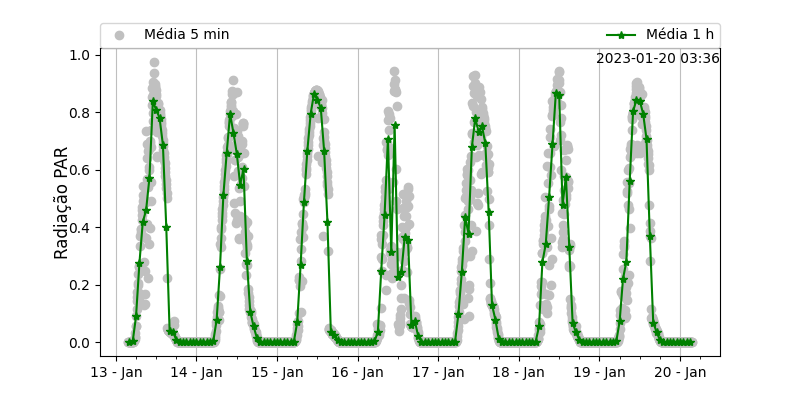 Média 5 min
Média 1 h
2023-01-20 03:36
Radiação PAR
1.0
0.8
0.6
0.4
0.2
0.0
13 - Jan
14 - Jan
15 - Jan
16 - Jan
17 - Jan
18 - Jan
19 - Jan
20 - Jan